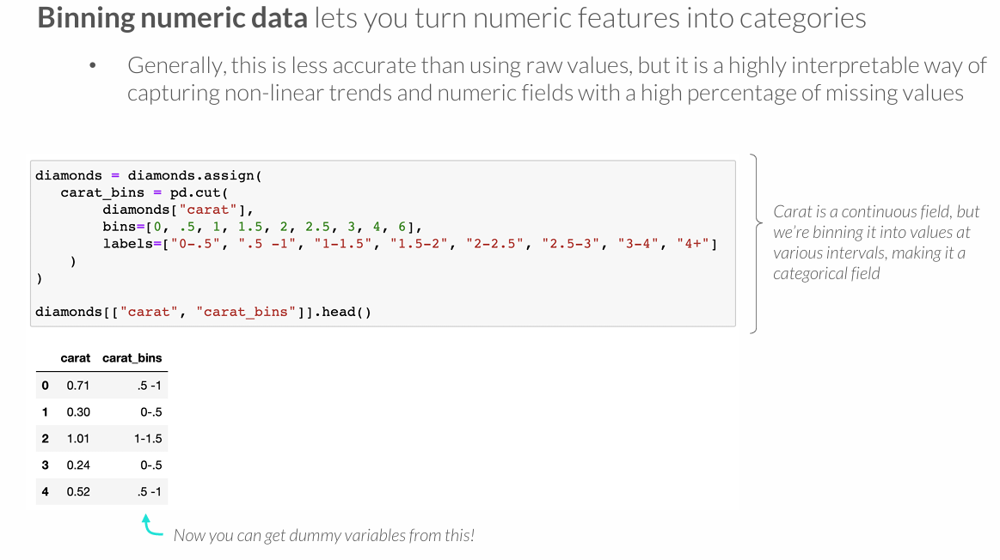 Binning numeric data lets you turn numeric features into categories
• Generally, this is less accurate than using raw values, but it is a highly interpretable way of
capturing non-linear trends and numeric fields with a high percentage of missing values
diamonds = diamonds.assign(
   carat_bins = pd.cut(
        diamonds["carat"],
        bins=[0, .5, 1, 1.5, 2, 2.5, 3, 4, 6],
        labels=["0-.5", ".5 -1", "1-1.5", "1.5-2", "2-2.5", "2.5-3", "3-4", "4+"]
    )
)
diamonds[["carat", "carat_bins"]].head()
Carat is a continuous field, but
we're binning it into values at
various intervals, making it a
categorical field
carat carat_bins
0 0.71 .5 -1
1 0.30 0-.5
2 1.01 1-1.5
3 0.24 0-.5
4 0.52 .5 -1
Now you can get dummy variables from this!